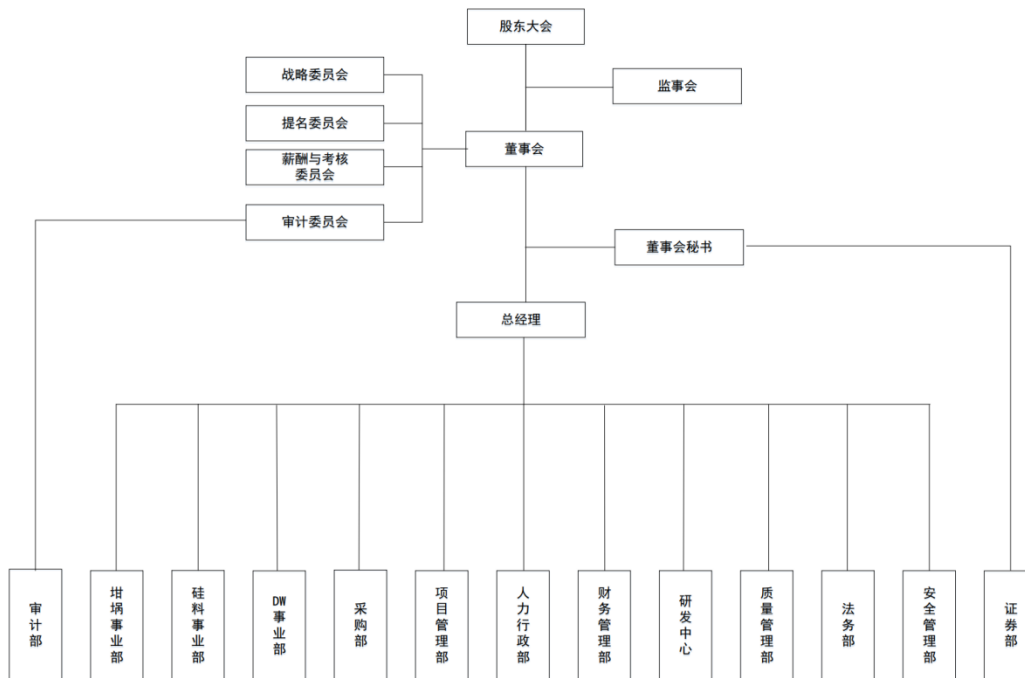 股东大会
战略委员会
监事会
提名委员会
董事会
薪酬与考核
委员会
审计委员会
董事会秘书
总经理
审计部
坩埚事业部
硅料事业部
DW事业部
采购部
项目管理部
人力行政部
财务管理部
研发中心
质量管理部
法务部
安全管理部
证券部